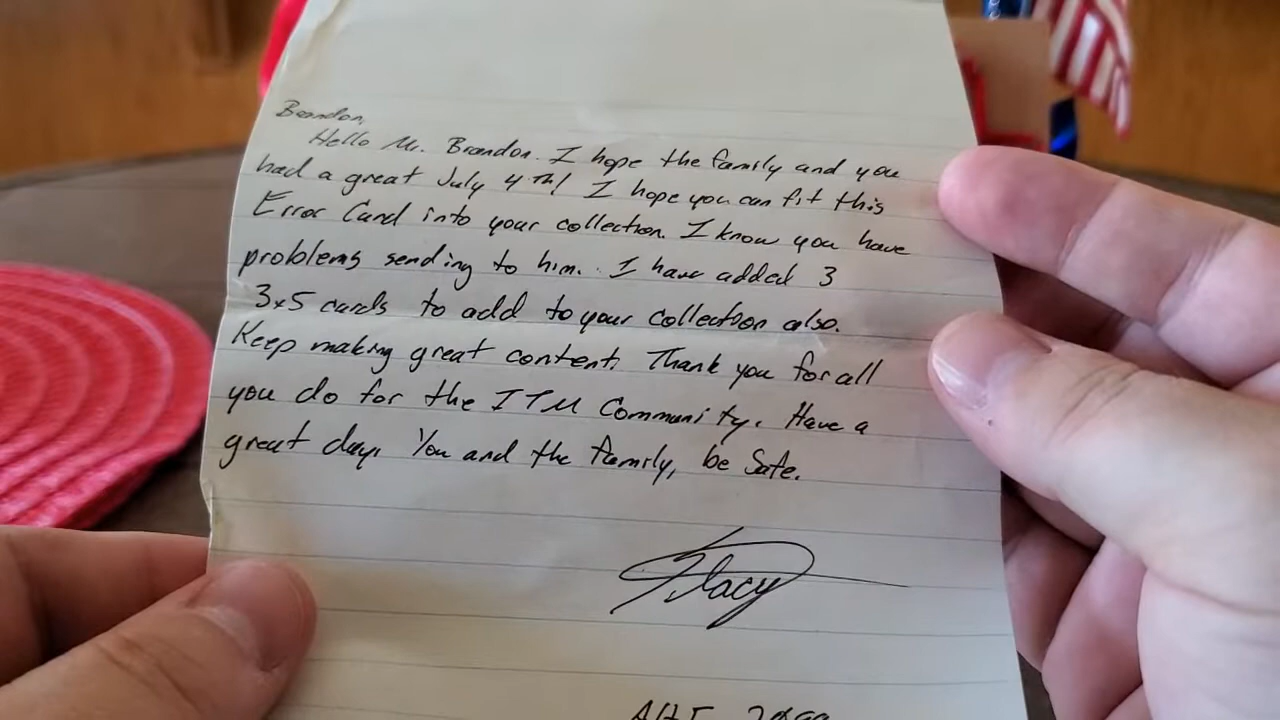 Brandon,
Hello Mr. Brandon. I hope the family and you
had a great July 4th! I hope you can fit this
Error Card into your collection. I know you have
problems sending to him. I have added 3
3x5 cards to add to your collection also.
Keep making great content. Thank you for all
you do for the ITM Community. Have a
great day. You and the family, be Safe.
Stacy